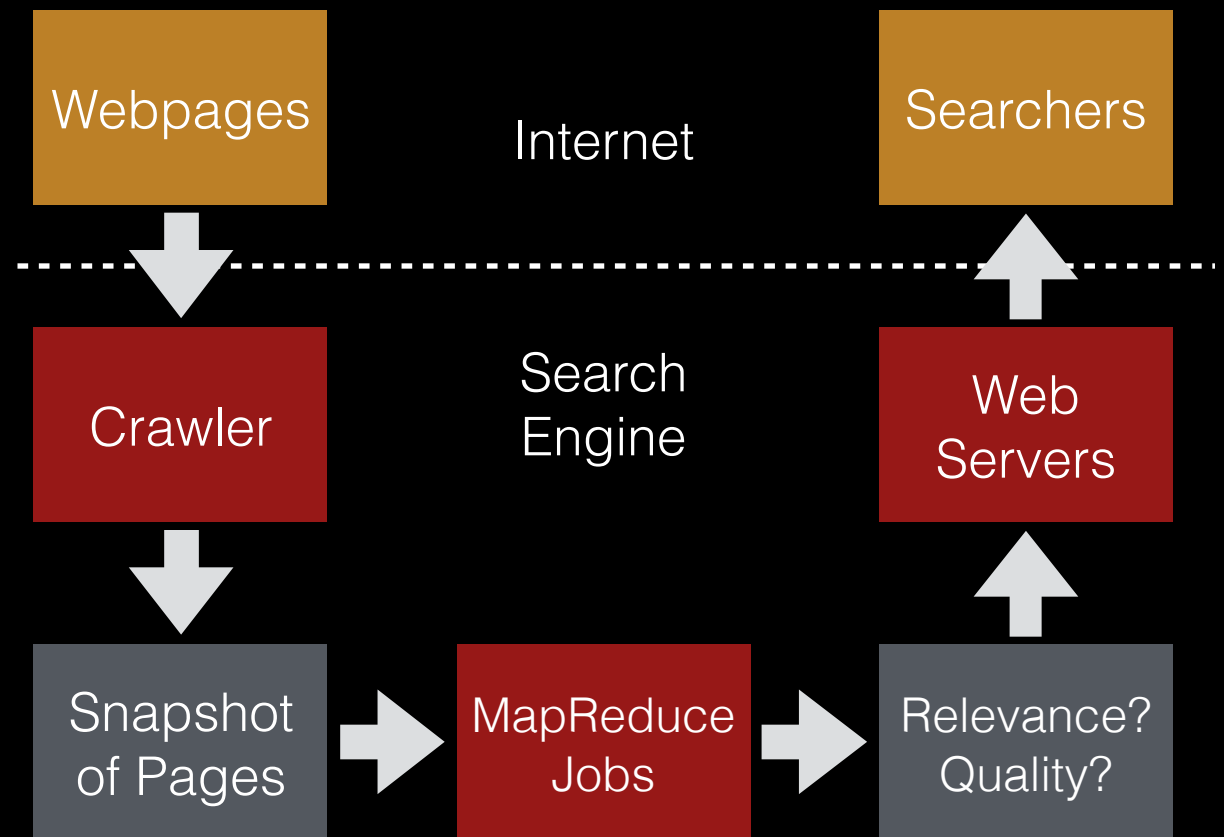 Webpages
Internet
Searchers
Crawler
Search
Engine
Web
Servers
Snapshot
of Pages
MapReduce
Jobs
Relevance?
Quality?